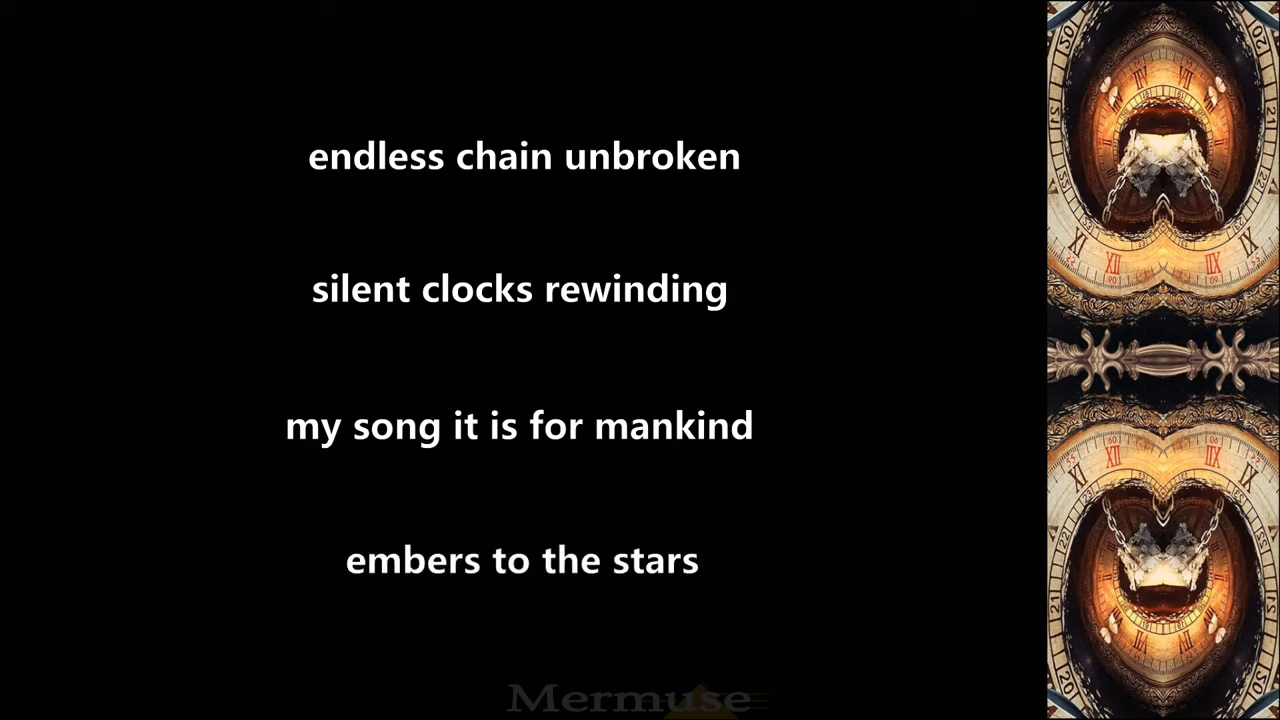 endless chain unbroken
silent clocks rewinding
my song it is for mankind
embers to the stars
Mermuse